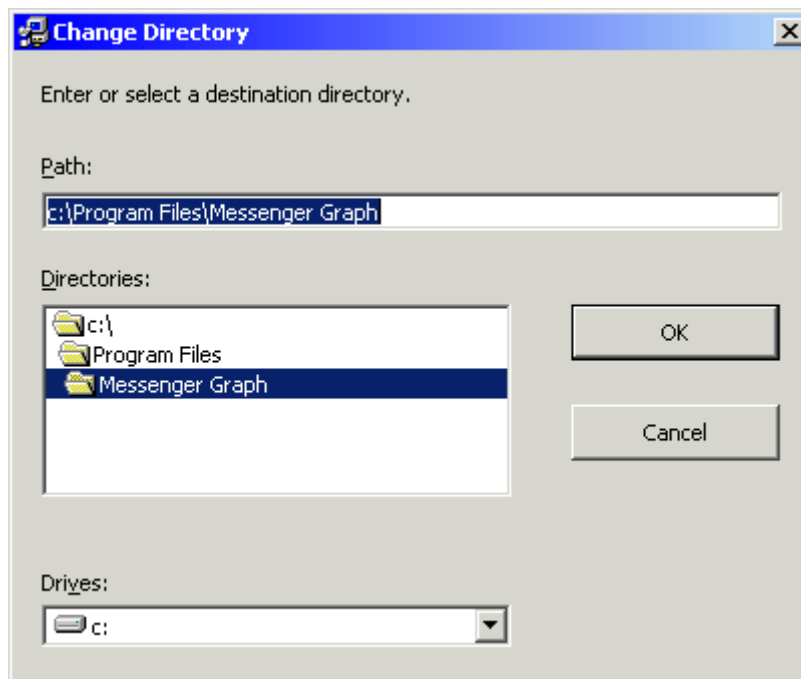 Change Directory
Enter or select a destination directory.
Path:
c:\Program Files\Messenger Graph
Directories:
c:\
Program Files
Messenger Graph
OK
Cancel
Drives:
c: